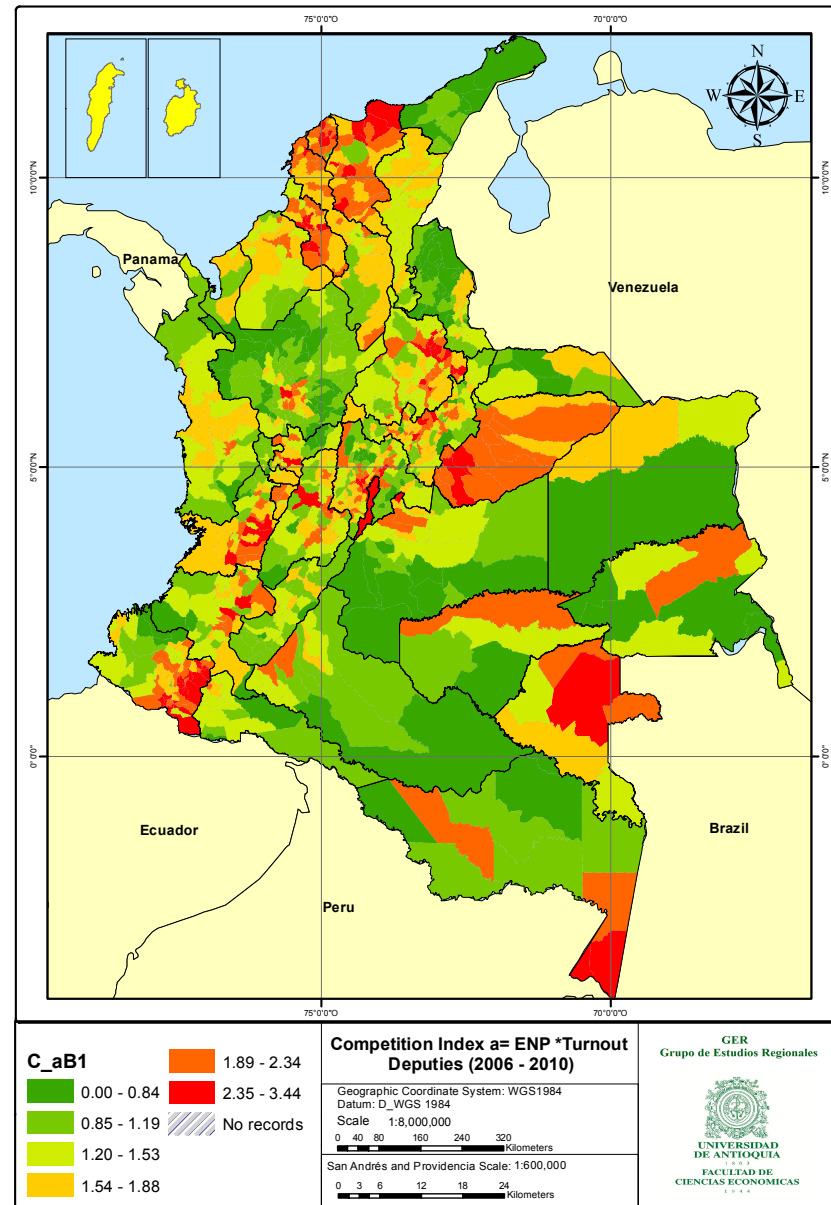 75°0'0"O
70°0'0"O
N
W
E
S
10°0'0"N
10°0'0"N
Panama
Venezuela
5°0'0"N
5°0'0"N
0°0'0"
0°0'0"
Ecuador
Brazil
Peru
75°0'0"O
70°0'0"O
C_aB1
0.00 - 0.84
0.85 - 1.19
1.20 - 1.53
1.54 - 1.88
1.89 - 2.34
2.35 - 3.44
No records
Competition Index a= ENP *Turnout
Deputies (2006 - 2010)
Geographic Coordinate System: WGS1984
Datum: D_WGS 1984
Scale 1:8,000,000
0 40 80 160 240 320
Kilometers
San Andrés and Providencia Scale: 1:600,000
0 3 6 12 18 24
Kilometers
GER
Grupo de Estudios Regionales
UNIVERSIDAD
DE ANTIOQUIA
1803
FACULTAD DE
CIENCIAS ECONOMICAS
1944